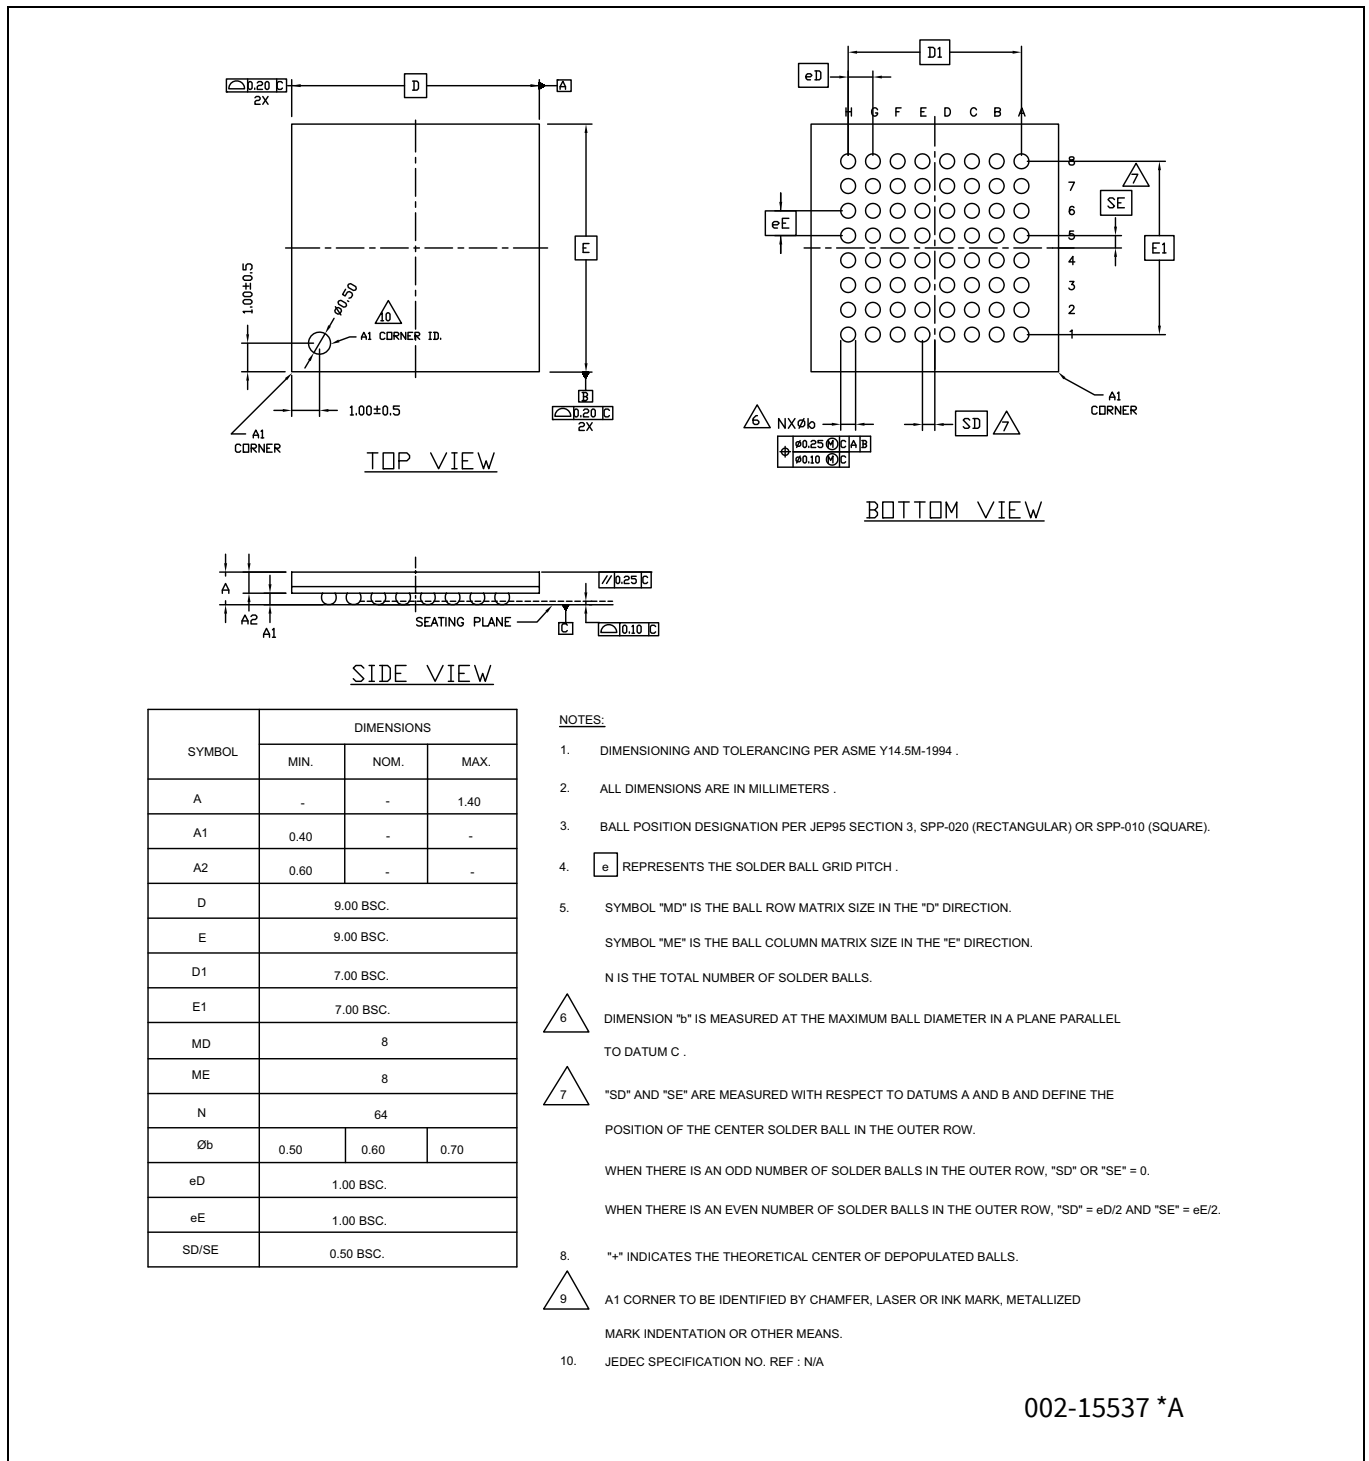 D1
eD
0.20 C
2X
D
A
H G F E D C B A
8
7
7
6
SE
eE
5
E
E1
4
3
2
1
1.00±0.5
ø0.50
10
A1 CORNER ID.
B
0.20 C
2X
1.00±0.5
A1
CORNER
A1
CORNER
6 NXøb
SD 7
ø0.25 M C A B
ø0.10 M C
TOP VIEW
BOTTOM VIEW
A
// 0.25 C
A2
A1
SEATING PLANE
C
0.10 C
SIDE VIEW
SYMBOL
DIMENSIONS
MIN. NOM. MAX.
A - - 1.40
A1 0.40 - -
A2 0.60 - -
D 9.00 BSC.
E 9.00 BSC.
D1 7.00 BSC.
E1 7.00 BSC.
MD 8
ME 8
N 64
Øb 0.50 0.60 0.70
eD 1.00 BSC.
eE 1.00 BSC.
SD/SE 0.50 BSC.
NOTES:
1. DIMENSIONING AND TOLERANCING PER ASME Y14.5M-1994 .
2. ALL DIMENSIONS ARE IN MILLIMETERS .
3. BALL POSITION DESIGNATION PER JEP95 SECTION 3, SPP-020 (RECTANGULAR) OR SPP-010 (SQUARE).
4. e REPRESENTS THE SOLDER BALL GRID PITCH .
5. SYMBOL "MD" IS THE BALL ROW MATRIX SIZE IN THE "D" DIRECTION.
SYMBOL "ME" IS THE BALL COLUMN MATRIX SIZE IN THE "E" DIRECTION.
N IS THE TOTAL NUMBER OF SOLDER BALLS.
6 DIMENSION "b" IS MEASURED AT THE MAXIMUM BALL DIAMETER IN A PLANE PARALLEL
TO DATUM C .
7 "SD" AND "SE" ARE MEASURED WITH RESPECT TO DATUMS A AND B AND DEFINE THE
POSITION OF THE CENTER SOLDER BALL IN THE OUTER ROW.
WHEN THERE IS AN ODD NUMBER OF SOLDER BALLS IN THE OUTER ROW, "SD" OR "SE" = 0.
WHEN THERE IS AN EVEN NUMBER OF SOLDER BALLS IN THE OUTER ROW, "SD" = eD/2 AND "SE" = eE/2.
8. "+" INDICATES THE THEORETICAL CENTER OF DEPOPULATED BALLS.
9 A1 CORNER TO BE IDENTIFIED BY CHAMFER, LASER OR INK MARK, METALLIZED
MARK INDENTATION OR OTHER MEANS.
10. JEDEC SPECIFICATION NO. REF : N/A
002-15537 *A